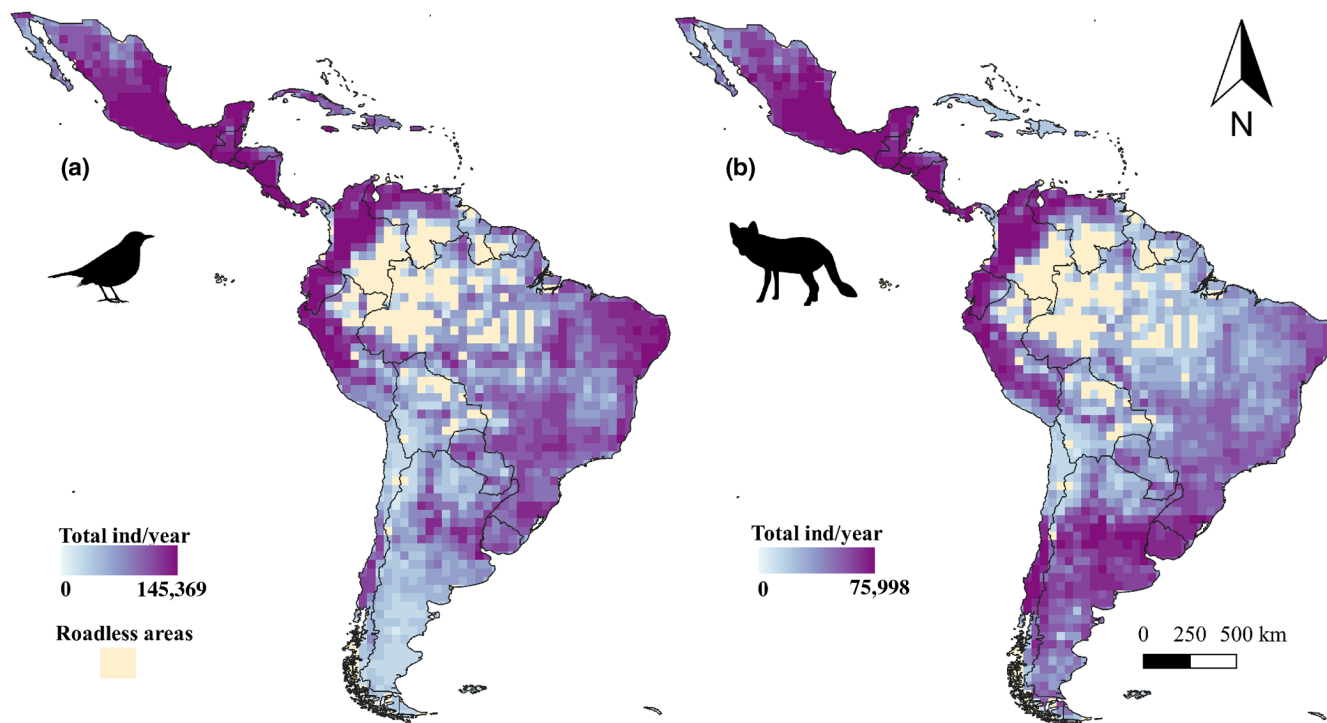 (a)
Total ind/year
0 145,369
Roadless areas
(b)
Total ind/year
0 75,998
N
0 250 500 km